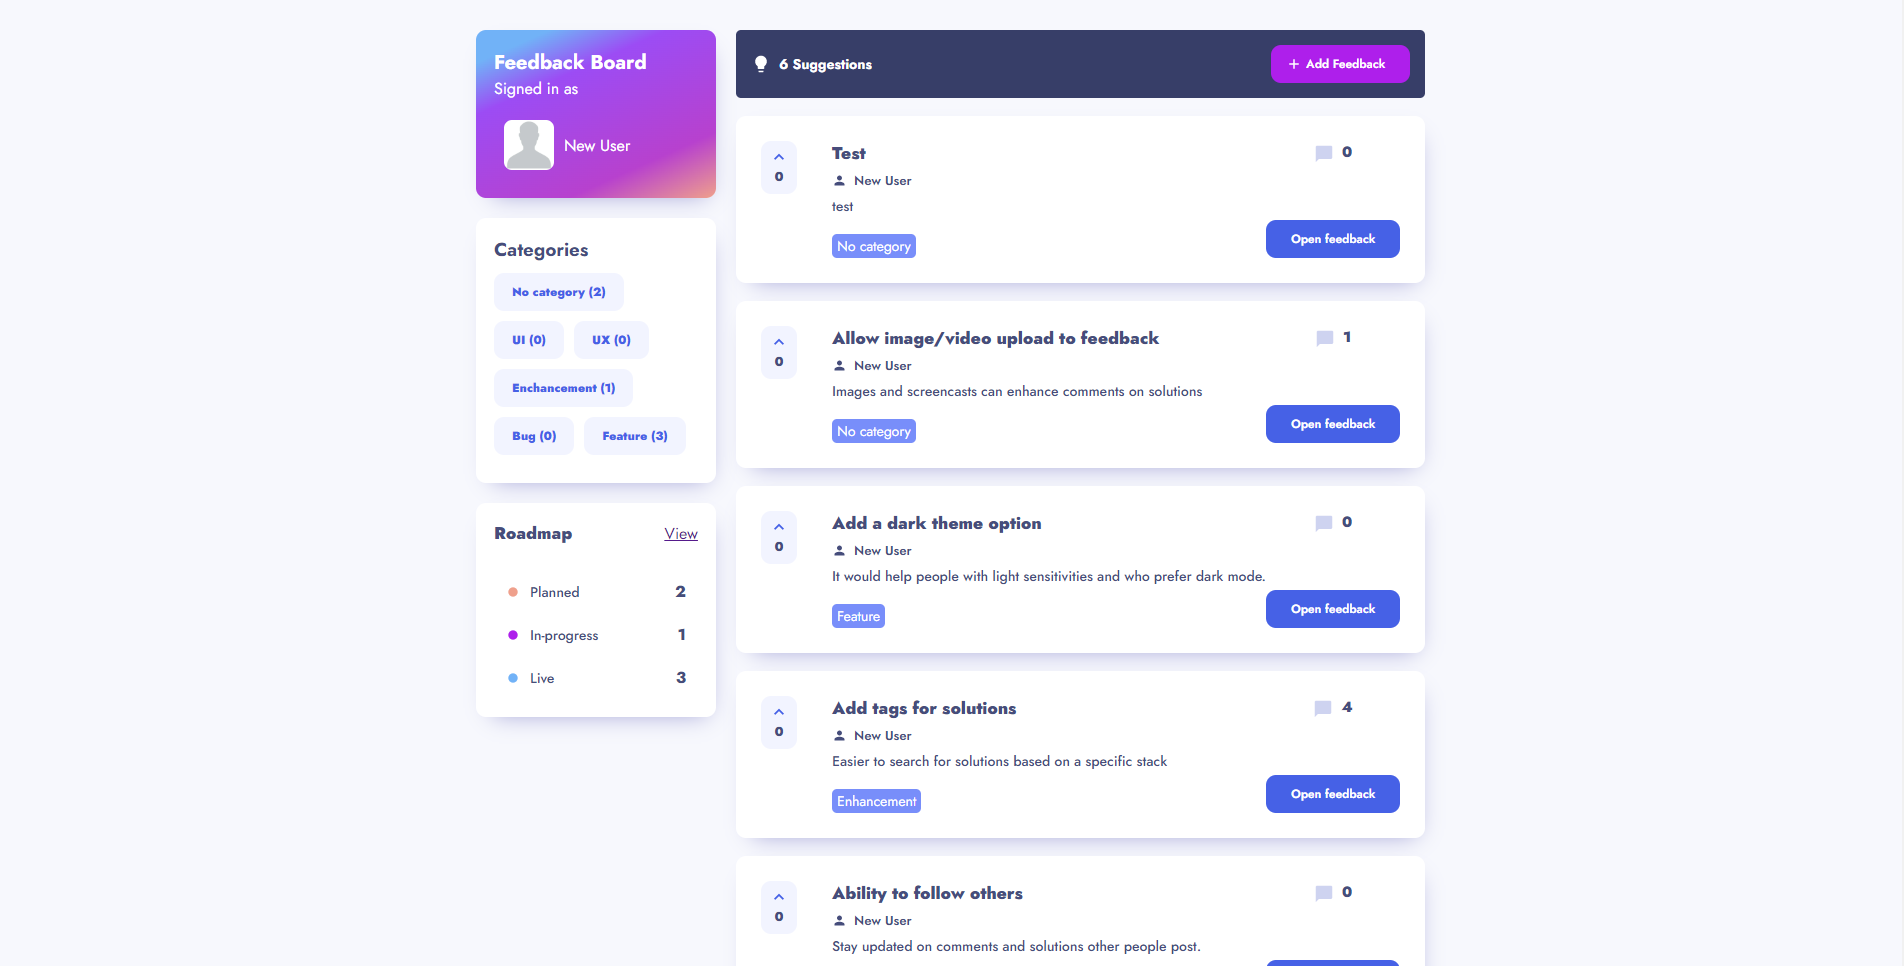 Feedback Board
Signed in as
New User
Categories
No category (2)
UI (0) UX (0)
Enchancement (1)
Bug (0) Feature (3)
Roadmap View
Planned 2
In-progress 1
Live 3
6 Suggestions + Add Feedback
0
Test
0
New User
test
No category
Open feedback
0
Allow image/video upload to feedback
1
New User
Images and screencasts can enhance comments on solutions
No category
Open feedback
0
Add a dark theme option
0
New User
It would help people with light sensitivities and who prefer dark mode.
Feature
Open feedback
0
Add tags for solutions
4
New User
Easier to search for solutions based on a specific stack
Enhancement
Open feedback
0
Ability to follow others
0
New User
Stay updated on comments and solutions other people post.